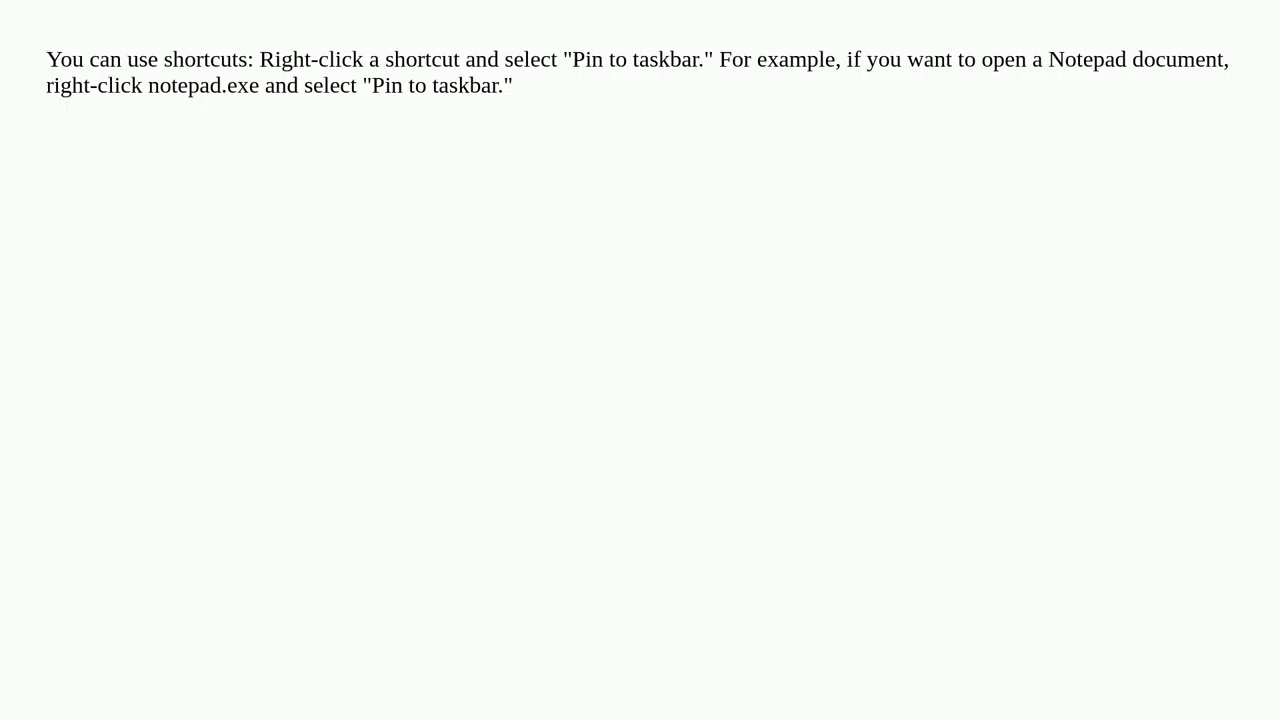 You can use shortcuts: Right-click a shortcut and select "Pin to taskbar." For example, if you want to open a Notepad document,
right-click notepad.exe and select "Pin to taskbar."